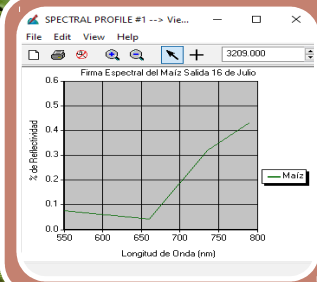 SPECTRAL PROFILE #1 --> Vie...
File Edit View Help
3209.000
Firma Espectral del Maíz Salida 16 de Julio
% de Reflectividad
0.6
0.5
0.4
0.3
0.2
0.1
0.0
550 600 650 700 750 800
Longitud de Onda (nm)
Maíz